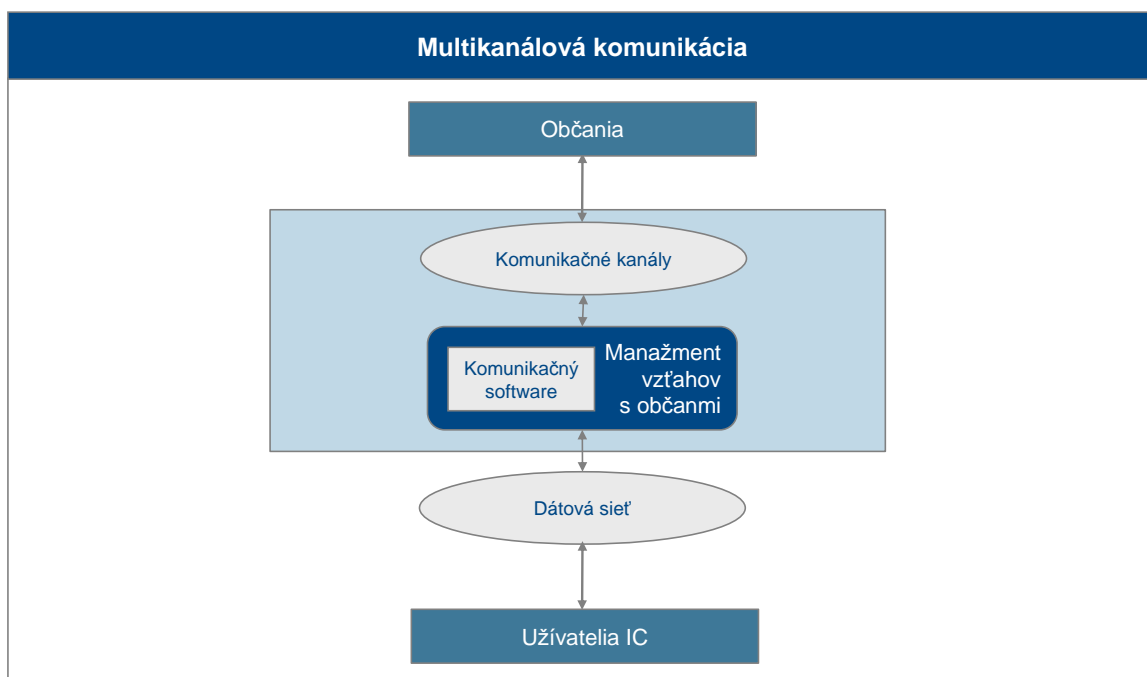 Multikanálová komunikácia
Občania
Komunikačné kanály
Komunikačný
software
Manažment
vzťahov
s občanmi
Dátová sieť
Užívatelia IC